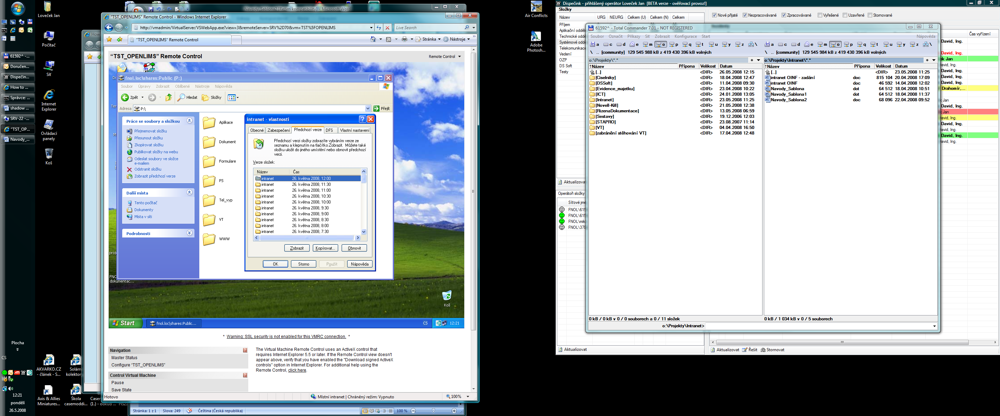 Loveček Jan
Počítač
Síť
Internet Explorer
Ovládací panely
Koš
61592^ -...
Doručen...
Dispečin...
How to ...
Správce: ...
shadow ...
SRV-22 -...
"TST_OP...
Navody_...
Plocha
CS
12:21
pondělí
26.5.2008
AKVARKO.CZ - článek - S...
Solárn kolektor
Axis & Allies Miniatures...
Škola casemoddi...
Navody_Sablona2 [Režim kompatibility] - Microsoft Word
"TST_OPENLIMS" Remote Control - Windows Internet Explorer
http://vmadmin/VirtualServer/VSWebApp.exe?view=3&remoteServer=SRV%2D70&vm=TST%5FOPENLIMS
Live Search
"TST_OPENLIMS" Remote Control
Stránka
Nástroje
"TST_OPENLIMS" Remote Control
Remote Control
fnol.loc\shares:Public (P:)
Soubor Úpravy Zobrazit Oblíbené Nástroje Nápověda
Zpět Hledat Složky
Adresa P:\ Přejít
Práce se soubory a složkou
Přejmenovat složku
Přesunout složku
Zkopírovat složku
Publikovat složky na webu
Odeslat soubory ve složce e-mailem
Odstranit složku
Zobrazit předchozí verze
Další místa
Tento počítač
Dokumenty
Místa v síti
Podrobnosti
Aplikace
Dokument
Formulare
PS
Tel_vyp
VT
WWW
intranet - vlastnosti
Obecné Zabezpečení Předchozí verze DFS Vlastní nastavení
Předchozí verzi složky zobrazíte vybráním verze ze
seznamu a klepnutím na tlačítko Zobrazit. Můžete také
složku uložit do jiného umístění nebo obnovit předchozí
verzi.
Verze složek:
Název Čas
intranet 26. května 2008, 12:00
intranet 26. května 2008, 11:30
intranet 26. května 2008, 11:00
intranet 26. května 2008, 10:30
intranet 26. května 2008, 10:00
intranet 26. května 2008, 9:30
intranet 26. května 2008, 9:00
intranet 26. května 2008, 8:30
intranet 26. května 2008, 8:00
intranet 26. května 2008, 7:30
Zobrazit Kopírovat... Obnovit
OK Storno Použít Nápověda
dokumentac...
Koš
Start fnol.loc\shares:Public... CS 12:21
* Warning: SSL security is not enabled for this VMRC connection. *
Navigation
Master Status
Configure "TST_OPENLIMS"
Control Virtual Machine
Pause
Save State
The Virtual Machine Remote Control uses an ActiveX control that
requires Internet Explorer 5.5 or later. If the Remote Control view doesn't
appear above, verify that you have enabled the "Download signed ActiveX
controls" option in Internet Explorer. For additional help using the
Remote Control, click here.
Hotovo Místní intranet | Chráněný režim: Vypnuto 100%
Stránka: 1 z 1 Slova: 249 Čeština (Česká republika) 100 %
Air Conflicts
Adobe Photosh...
Dispečink - přihlášený operátor Loveček Jan [BETA verze - ověřovací provoz!]
Složky
Název URG NEURG Celkem (U) Celkem (N) Celkem
Příjem
Aplikační odděl
Technické oddě
Systémové oddě
Telekomunikace
Vedení
OZP
DS Soft
Testy
Aktualizovat
Operátoři složky
Síťové jmé
FNOL\615
FNOL\615
FNOL\mik
FNOL\378
Aktualizovat
Nové přijaté Nezpracovávané Zpracovávané Vyřešené Uzavřené Stornované
Čas vyřízení
David, Ing.
David, Ing.
ek Jan
David, Ing.
David, Ing.
David, Ing.
David, Ing.
Drahomír,...
k Jan
David, Ing.
k Jan
David, Ing.
David, Ing.
David, Ing.
David, Ing.
David, Ing.
Aktualizovat Řešit Stornovat
61592^ - Total Commander 7.01 - NOT REGISTERED
Soubor Označit Příkazy Síť Zobrazit Konfigurace Start Nápověda
a c d e m o p q t u y z \
a c d e m o p q t u y z \
\ .. [community] 129 545 988 kB z 419 430 396 kB volných
\ .. [community] 129 545 984 kB z 419 430 396 kB volných
o:\Projekty\*.*
↑Název Přípona Velikost Datum
[..] <DIR> 26.05.2008 12:15
[Ciselniky] <DIR> 18.04.2008 12:47
[DSSoft] <DIR> 11.04.2008 09:30
[Evidence_majetku] <DIR> 23.04.2008 10:22
[ICT] <DIR> 24.01.2008 13:05
[Intranet] <DIR> 23.05.2008 11:25
[Novell-Kill] <DIR> 21.05.2008 12:38
[RizenaDokumentace] <DIR> 13.05.2008 06:59
[Sestavy] <DIR> 19.12.2006 12:03
[STAPRO] <DIR> 23.08.2007 11:14
[VT] <DIR> 04.04.2008 16:50
[zabránění stěhování VT] <DIR> 17.04.2008 12:48
0 kB / 0 kB v 0 / 0 souborech a 0 / 11 složek
o:\Projekty\Intranet\*.*
↑Název Přípona Velikost Datum
[..] <DIR> 23.05.2008 11:25
intranet OINF - zadání doc 815 104 20.04.2008 17:09
intranet OINF doc 46 592 14.04.2008 12:02
Navody_Sablona dot 64 512 18.04.2008 10:51
Navody_Sablona1 dot 64 512 18.04.2008 11:37
Navody_Sablona2 doc 68 096 22.04.2008 09:52
0 kB / 1 034 kB v 0 / 5 souborech
o:\Projekty\Intranet>